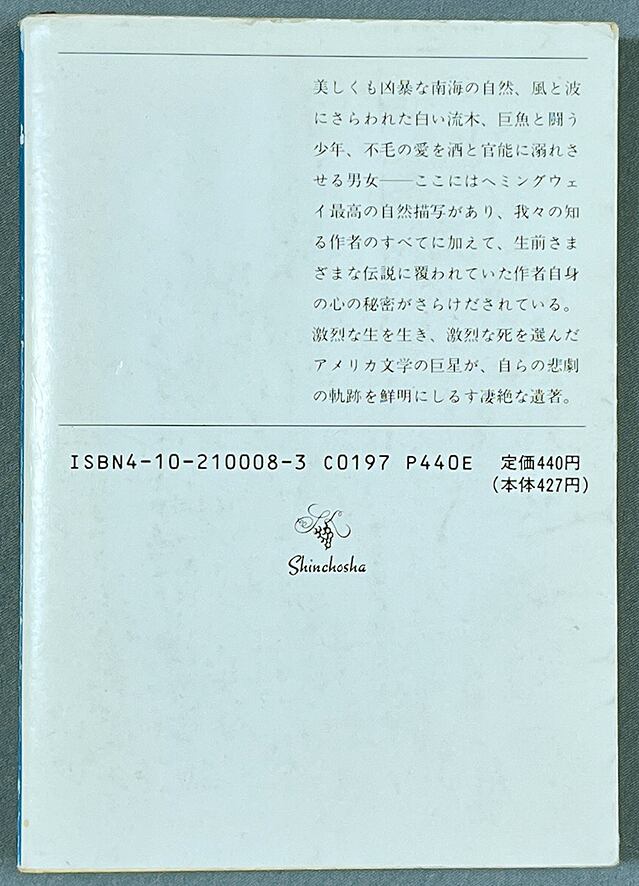 美しくも凶暴な南海の自然、風と波
にさらわれた白い流木、巨魚と闘う
少年、不毛の愛を酒と官能に溺れさ
せる男女――ここにはヘミングウェ
イ最高の自然描写があり、我々の知
る作者のすべてに加えて、生前さま
ざまな伝説に覆われていた作者自身
の心の秘密がさらけだされている。
激烈な生を生き、激烈な死を選んだ
アメリカ文学の巨星が、自らの悲劇
の軌跡を鮮明にしるす凄絶な遺著。
ISBN4-10-210008-3 C0197 P440E 定価440円
(本体427円)
Shinchosha